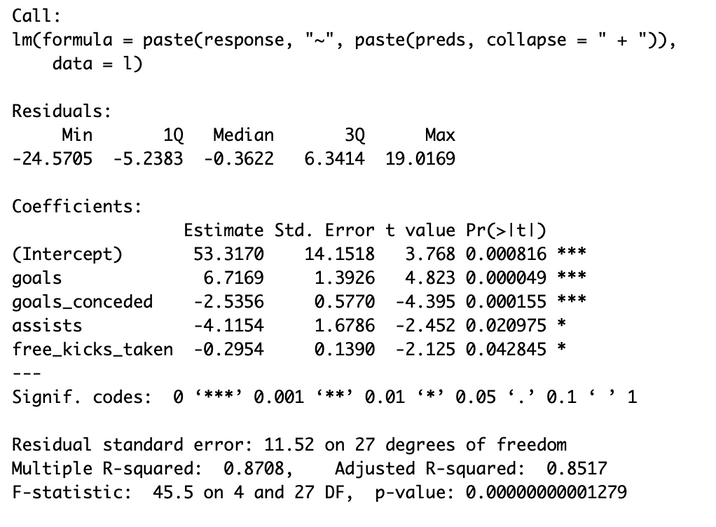 Call:
lm(formula = paste(response, "~", paste(preds, collapse = " + ")),
    data = l)
Residuals:
     Min       1Q   Median       3Q      Max
-24.5705  -5.2383  -0.3622   6.3414  19.0169
Coefficients:
                 Estimate Std. Error t value Pr(>|t|)
(Intercept)       53.3170    14.1518   3.768 0.000816 ***
goals              6.7169     1.3926   4.823 0.000049 ***
goals_conceded    -2.5356     0.5770  -4.395 0.000155 ***
assists           -4.1154     1.6786  -2.452 0.020975 *
free_kicks_taken  -0.2954     0.1390  -2.125 0.042845 *
---
Signif. codes:  0 ‘***’ 0.001 ‘**’ 0.01 ‘*’ 0.05 ‘.’ 0.1 ‘ ’ 1
Residual standard error: 11.52 on 27 degrees of freedom
Multiple R-squared:  0.8708,    Adjusted R-squared:  0.8517
F-statistic:  45.5 on 4 and 27 DF,  p-value: 0.00000000001279